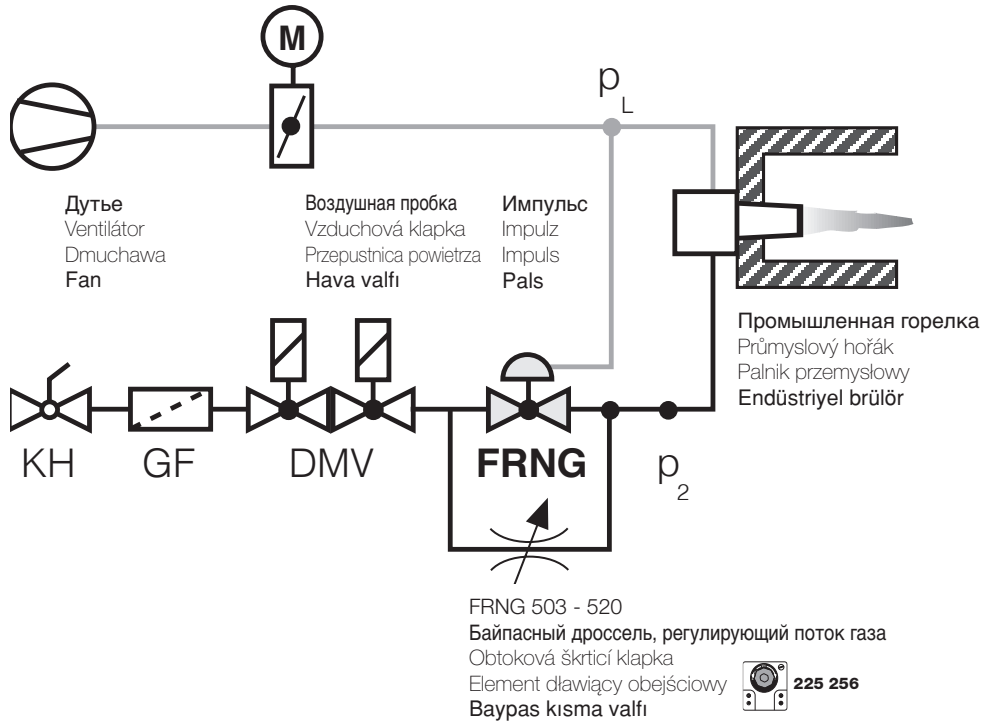 M
p L
Дутье
Ventilátor
Dmuchawa
Fan
Воздушная пробка
Vzduchová klapka
Przepustnica powietrza
Hava valfı
Импульс
Impulz
Impuls
Pals
Промышленная горелка
Průmyslový hořák
Palnik przemysłowy
Endüstriyel brülör
KH
GF
DMV
FRNG
p 2
FRNG 503 - 520
Байпасный дроссель, регулирующий поток газа
Obtoková škrticí klapka
Element dławiący obejściowy
225 256
Baypas kısma valfı